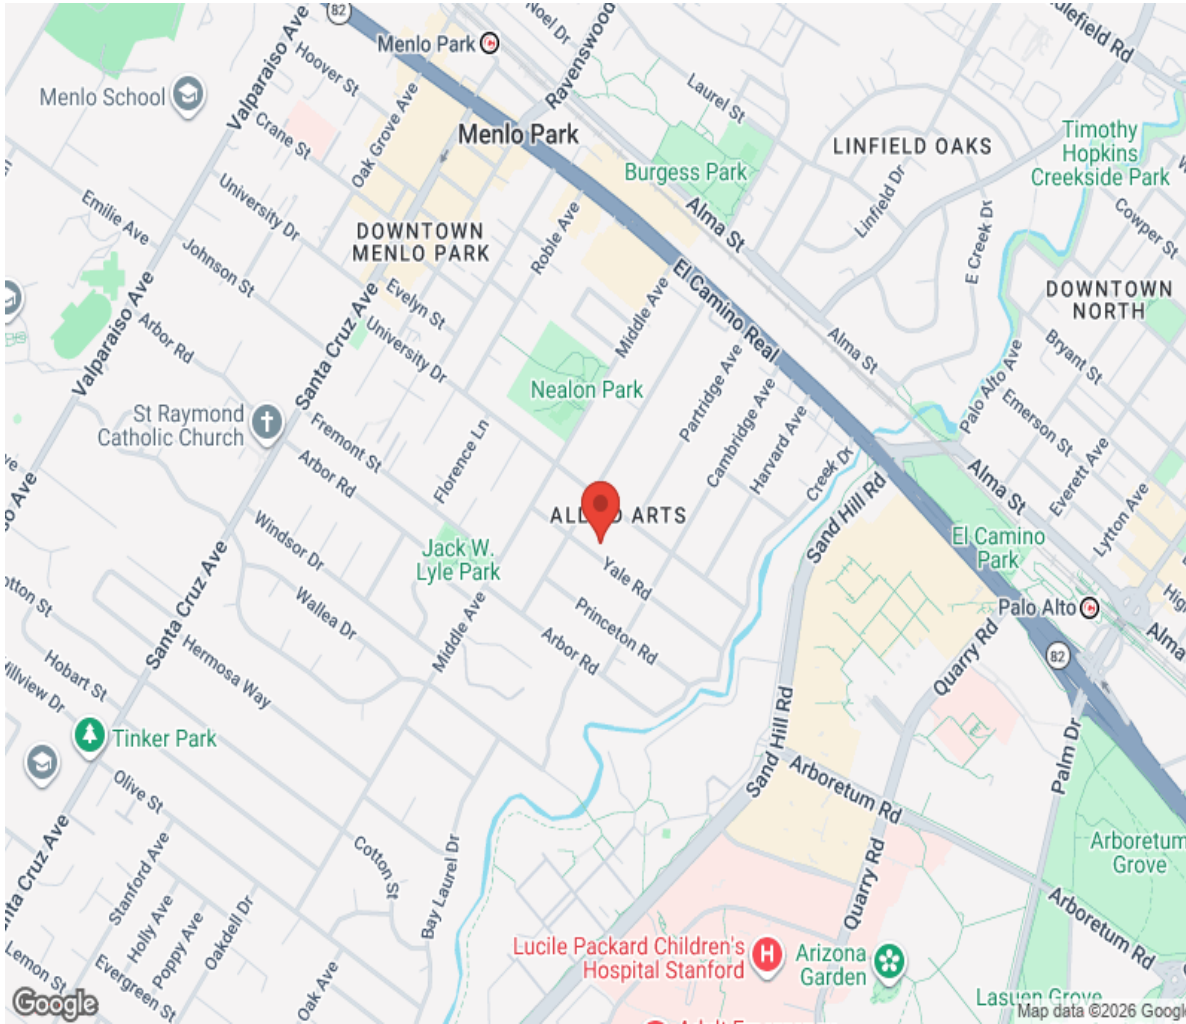 82
Noel Dr
Ravenswood
dlefield Rd
Menlo Park
Hoover St
Laurel St
Menlo School
Valparaiso Ave
Crane St
Oak Grove Ave
Menlo Park
LINFIELD OAKS
Timothy
Hopkins
Creekside Park
Burgess Park
Linfield Dr
University Dr
Emilie Ave
Alma St
E Creek Dr
Cowper St
DOWNTOWN
MENLO PARK
Roble Ave
Johnson St
Evelyn St
Middle Ave
El Camino Real
DOWNTOWN
NORTH
Valparaiso Ave
Arbor Rd
Santa Cruz Ave
University Dr
Alma St
Bryant St
Palo Alto Ave
Nealon Park
Partridge Ave
Cambridge Ave
Harvard Ave
Emerson St
St Raymond
Catholic Church
Fremont St
Florence Ln
Creek Dr
Everett Ave
Arbor Rd
Alma St
Lytton Ave
Sand Hill Rd
Windsor Dr
Jack W.
Lyle Park
El Camino
Park
Santa Cruz Ave
Yale Rd
Wallea Dr
Princeton Rd
Palo Alto
Middle Ave
Arbor Rd
Alma
82
Hobart St
Hermosa Way
Quarry Rd
Tinker Park
Sand Hill Rd
Palm Dr
Arboretum Rd
Olive St
Arboretum
Grove
Stanford Ave
Cotton St
Bay Laurel Dr
Quarry Rd
Holly Ave
Poppy Ave
Oakdell Dr
Arboretum Rd
Lucile Packard Children's
Hospital Stanford
H
Arizona
Garden
Lemon St
Evergreen St
Oak Ave
Lasuen Grove
Google
Map data ©2026 Google